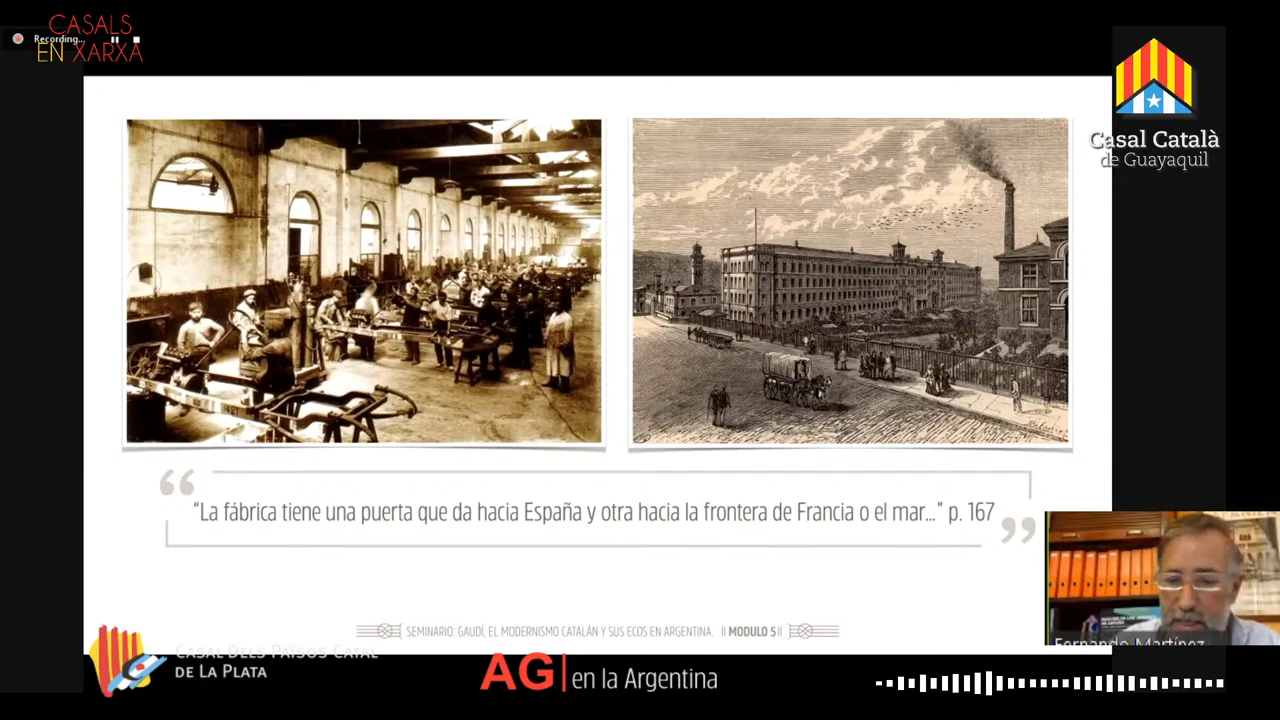 CASALS
EN XARXA
Recording...
Casal Català
de Guayaquil
“La fábrica tiene una puerta que da hacia España y otra hacia la frontera de Francia o el mar...” p. 167
SEMINARIO. GAUDÍ, EL MODERNISMO CATALÁN Y SUS ECOS EN ARGENTINA. || MODULO 5 ||
Fernando Martínez
CASAL DELS PAÏSOS CATAL
DE LA PLATA
AG| en la Argentina